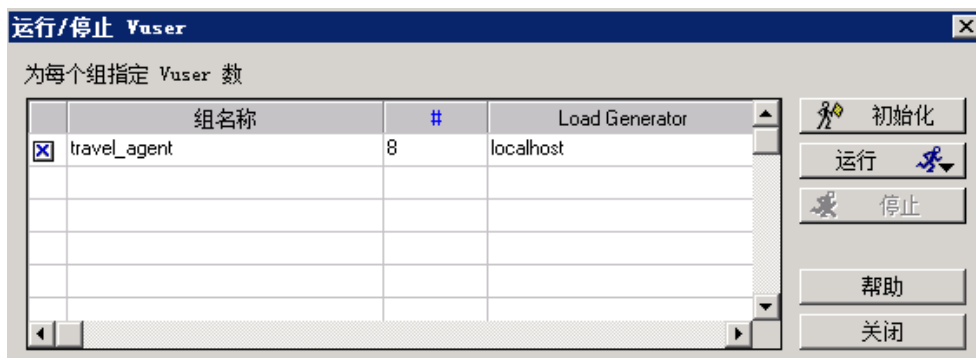 运行/停止 Vuser
为每个组指定 Vuser 数
组名称 # Load Generator
travel_agent 8 localhost
初始化
运行
停止
帮助
关闭